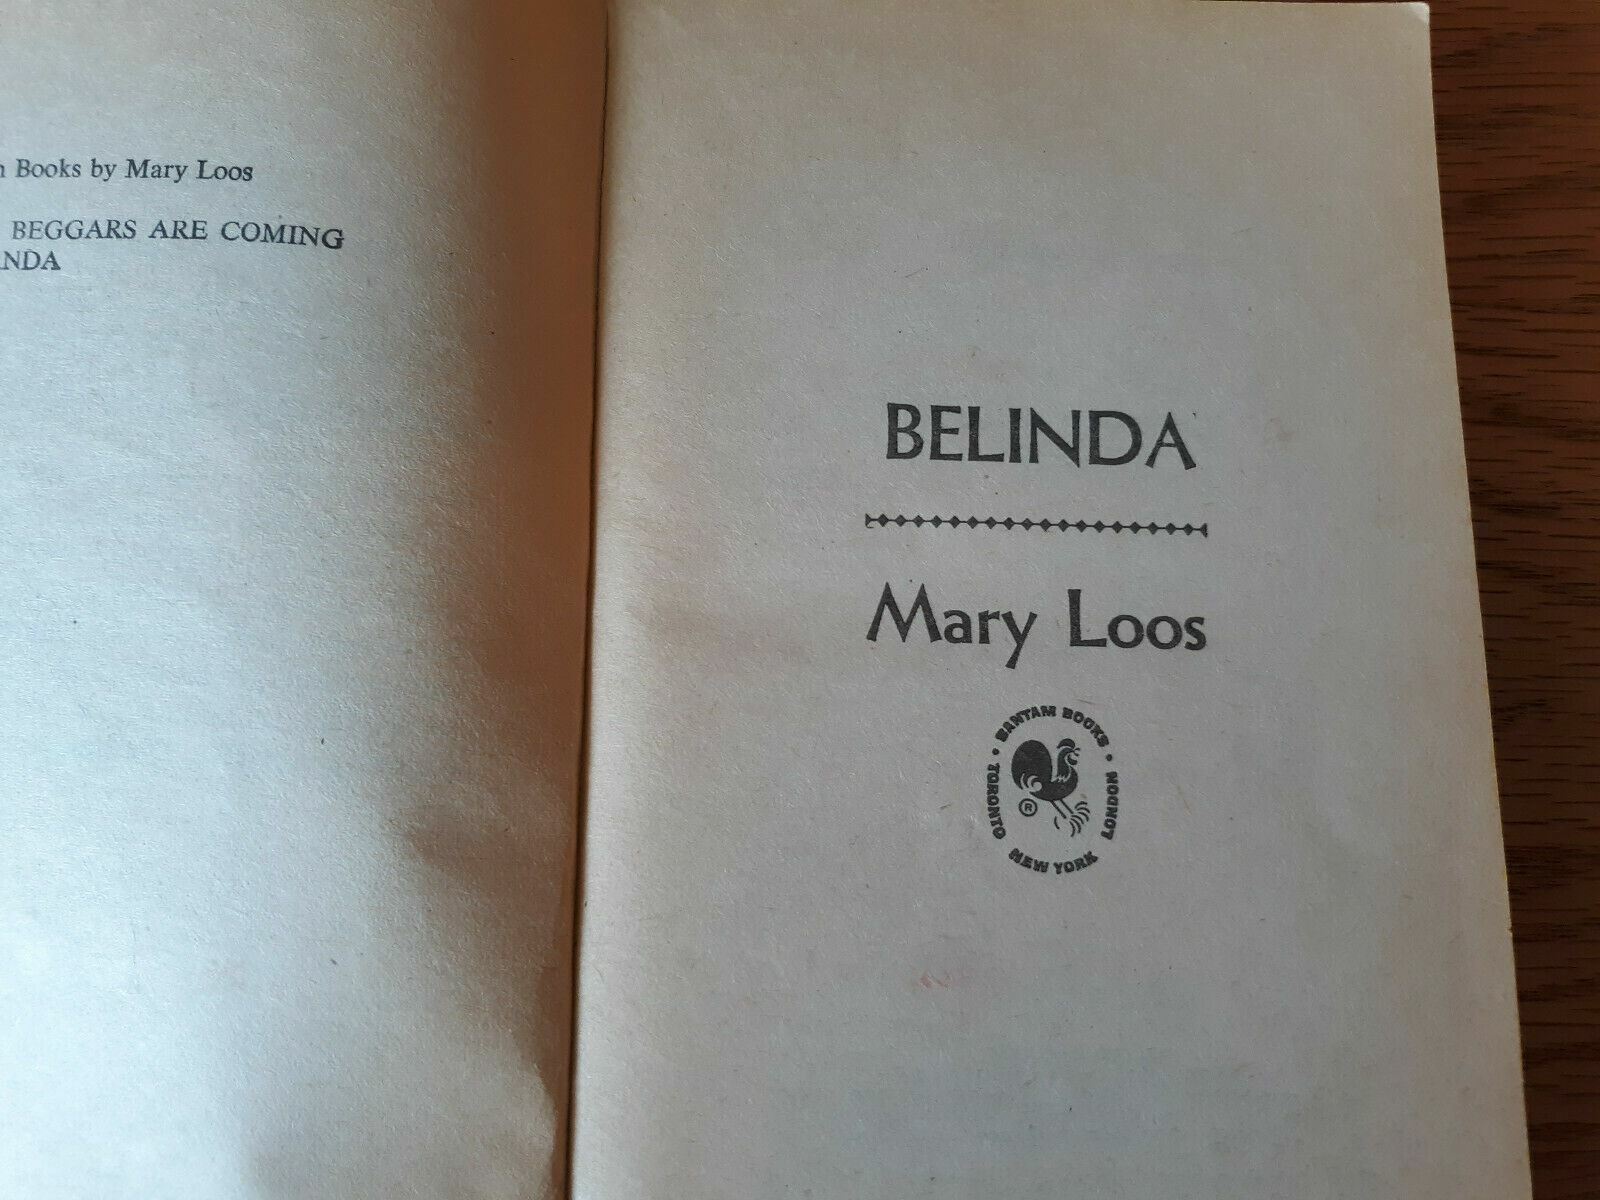 Books by Mary Loos
BEGGARS ARE COMING
NDA
BELINDA
Mary Loos
BANTAM BOOKS
TORONTO • NEW YORK • LONDON
®